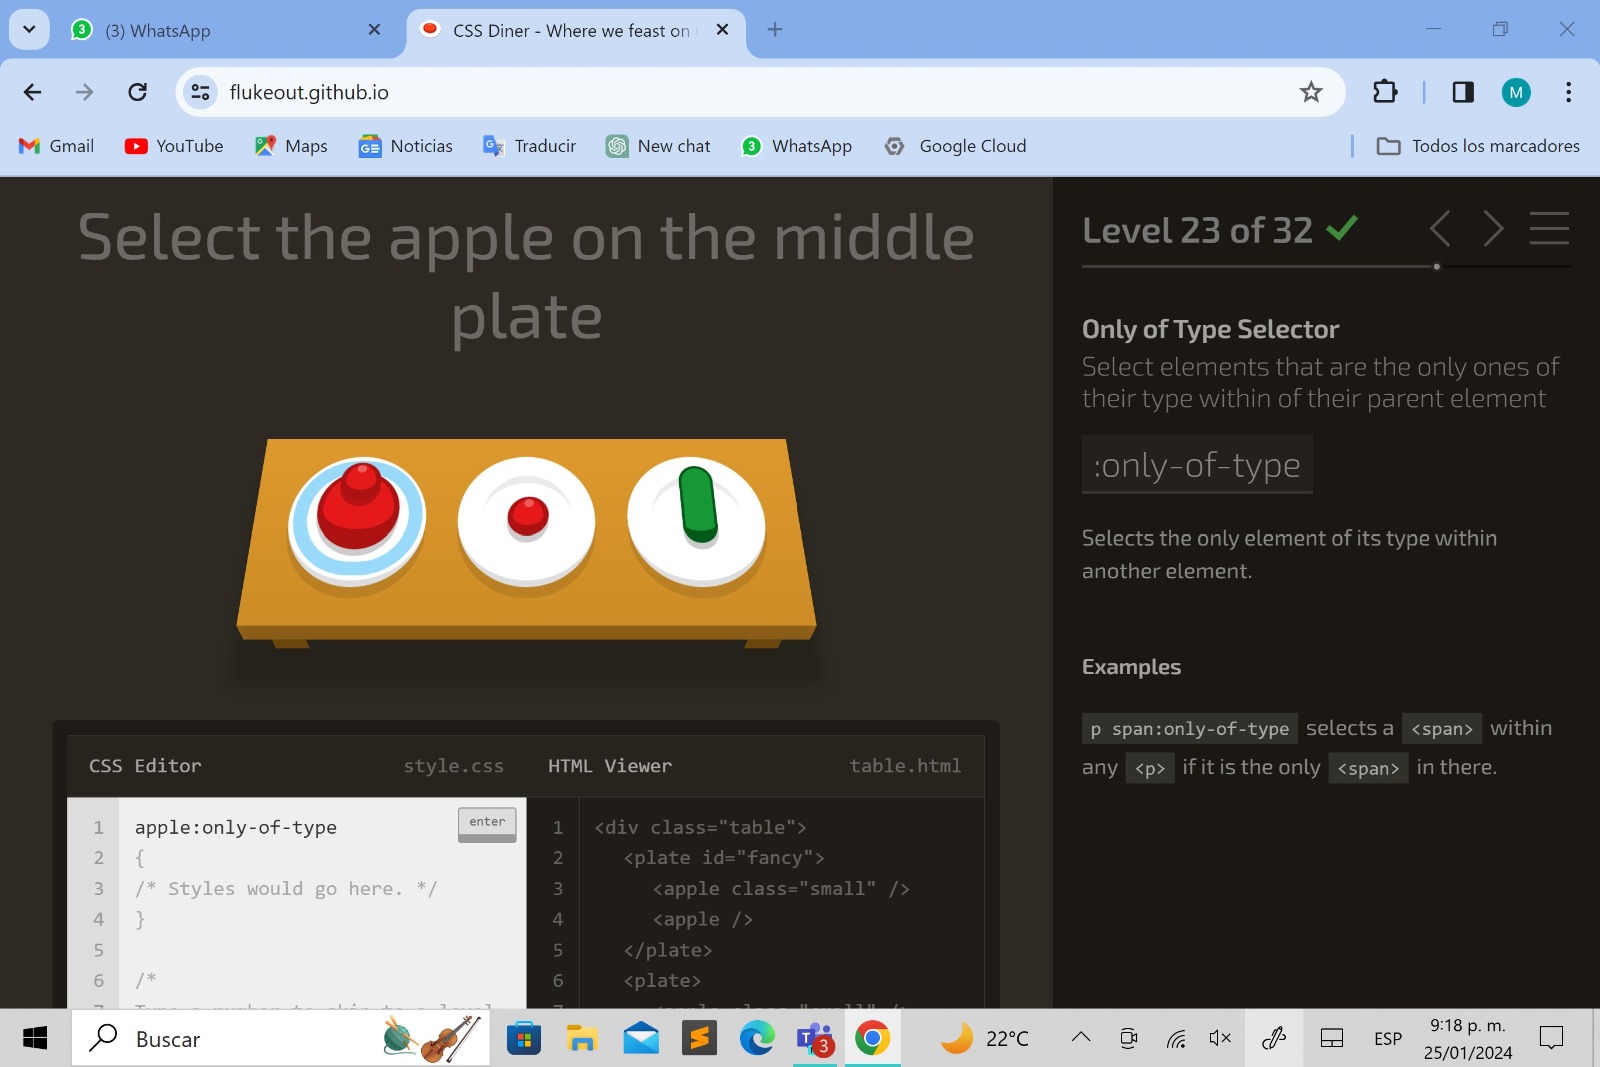 3
(3) WhatsApp
CSS Diner - Where we feast on
flukeout.github.io
M
Gmail
YouTube
Maps
GE Noticias
Traducir
New chat
3 WhatsApp
Google Cloud
Todos los marcadores
Select the apple on the middle
plate
Level 23 of 32
Only of Type Selector
Select elements that are the only ones of
their type within of their parent element
:only-of-type
Selects the only element of its type within
another element.
Examples
p span:only-of-type selects a <span> within
any <p> if it is the only <span> in there.
CSS Editor style.css
1 apple:only-of-type
enter
2 {
3 /* Styles would go here. */
4 }
5
6 /*
HTML Viewer table.html
1 <div class="table">
2 <plate id="fancy">
3 <apple class="small" />
4 <apple />
5 </plate>
6 <plate>
Buscar
T 3
22°C
ESP
9:18 p. m.
25/01/2024